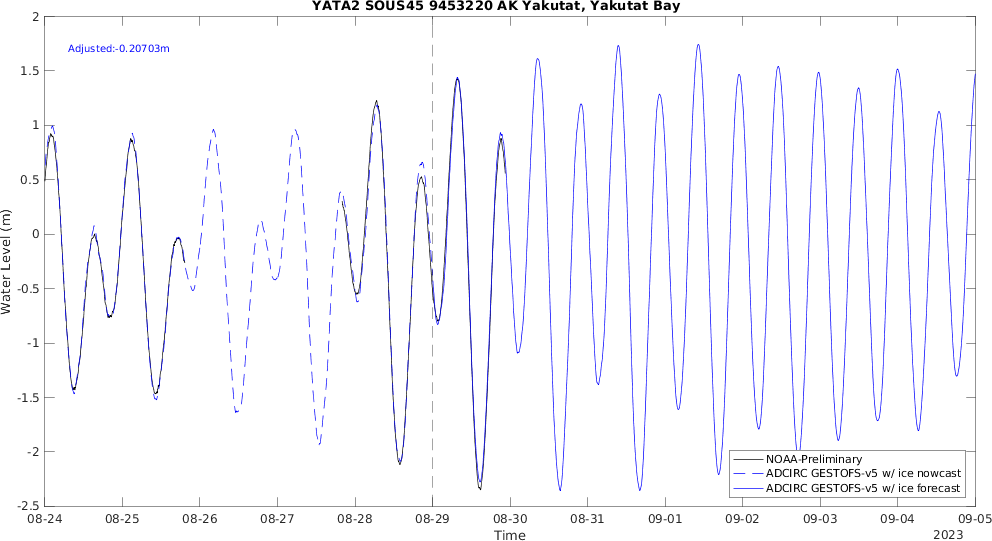 YATA2 SOUS45 9453220 AK Yakutat, Yakutat Bay
Adjusted:-0.20703m
Water Level (m)
2
1.5
1
0.5
0
-0.5
-1
-1.5
-2
-2.5
NOAA-Preliminary
ADCIRC GESTOFS-v5 w/ ice nowcast
ADCIRC GESTOFS-v5 w/ ice forecast
08-24 08-25 08-26 08-27 08-28 08-29 08-30 08-31 09-01 09-02 09-03 09-04 09-05
Time
2023